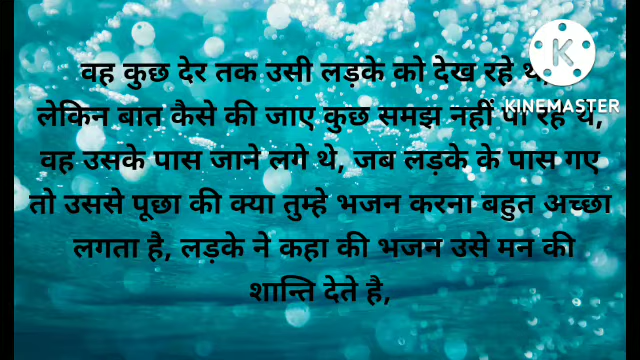 वह कुछ देर तक उसी लड़के को देख रहे
लेकिन बात कैसे की जाए कुछ समझ नहीं पा रहे थे,
वह उसके पास जाने लगे थे, जब लड़के के पास गए
तो उससे पूछा की क्या तुम्हे भजन करना बहुत अच्छा
लगता है, लड़के ने कहा की भजन उसे मन की
शान्ति देते है,
K
KINEMASTER